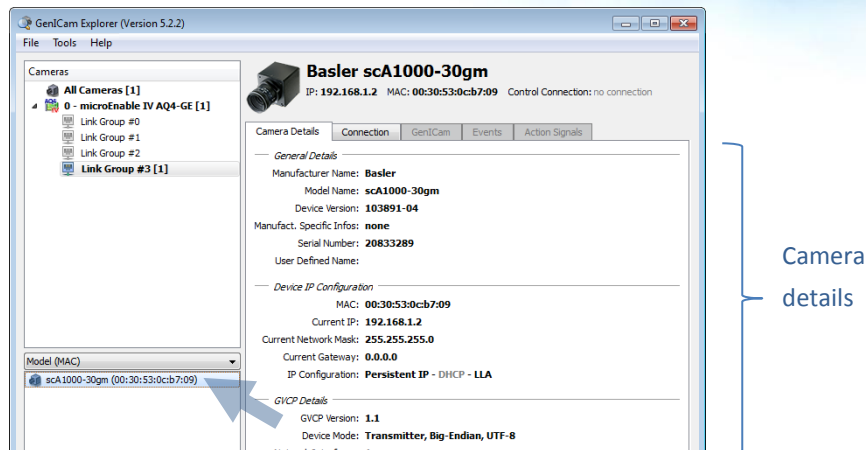 GenICam Explorer (Version 5.2.2)
File Tools Help
Cameras
All Cameras [1]
0 - microEnable IV AQ4-GE [1]
Link Group #0
Link Group #1
Link Group #2
Link Group #3 [1]
Model (MAC)
scA1000-30gm (00:30:53:0c:b7:09)
Basler scA1000-30gm
IP: 192.168.1.2 MAC: 00:30:53:0c:b7:09 Control Connection: no connection
Camera Details Connection GenICam Events Action Signals
General Details
Manufacturer Name: Basler
Model Name: scA1000-30gm
Device Version: 103891-04
Manufact. Specific Infos: none
Serial Number: 20833289
User Defined Name:
Device IP Configuration
MAC: 00:30:53:0c:b7:09
Current IP: 192.168.1.2
Current Network Mask: 255.255.255.0
Current Gateway: 0.0.0.0
IP Configuration: Persistent IP - DHCP - LLA
GVCP Details
GVCP Version: 1.1
Device Mode: Transmitter, Big-Endian, UTF-8
Camera
details